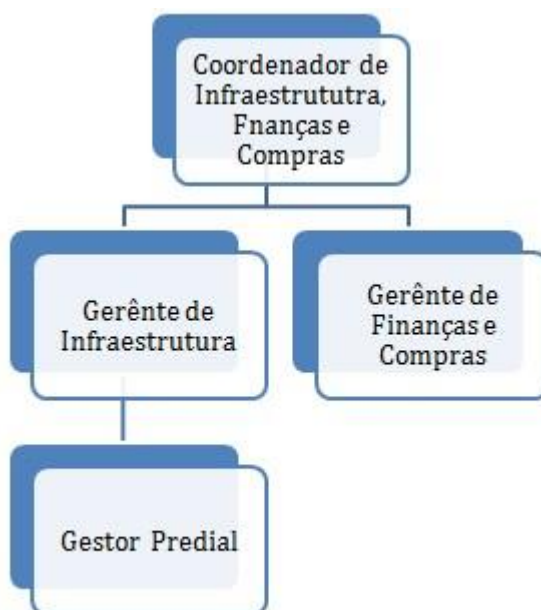 Coordenador de
Infraestrututra,
Fnanças e
Compras
Gerênte de
Infraestrutura
Gerênte de
Finanças e
Compras
Gestor Predial